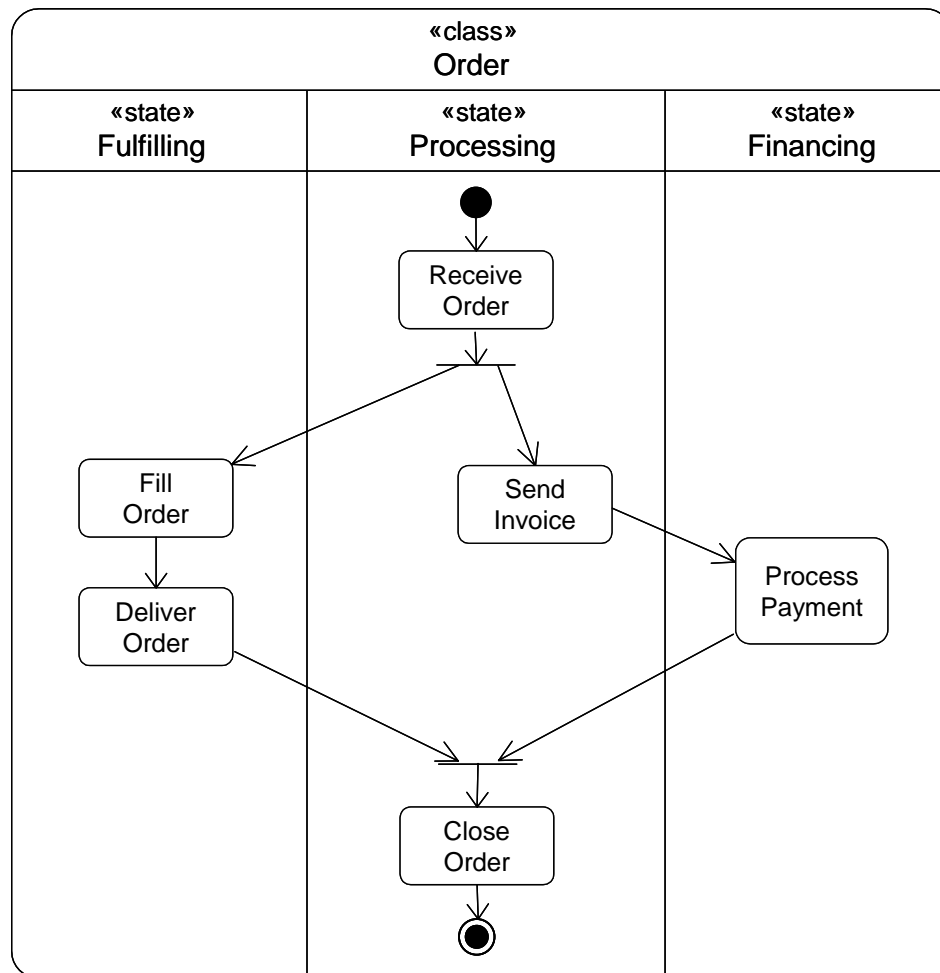 «class»
Order
«state»
Fulfilling
«state»
Processing
«state»
Financing
Receive
Order
Fill
Order
Send
Invoice
Deliver
Order
Process
Payment
Close
Order